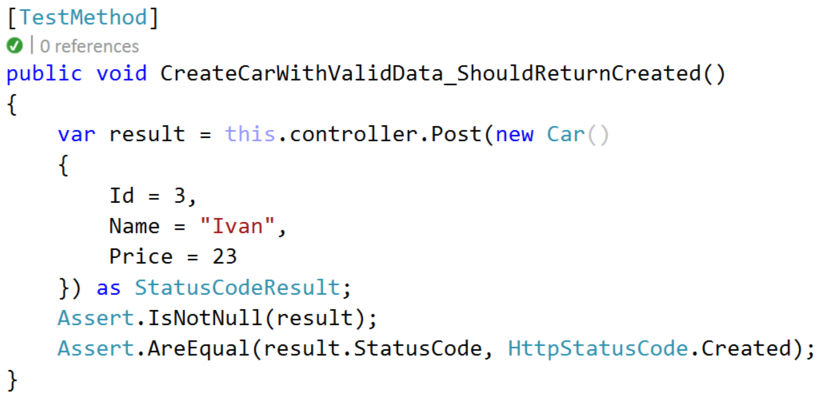 [TestMethod]
| 0 references
public void CreateCarWithValidData_ShouldReturnCreated()
{
    var result = this.controller.Post(new Car()
    {
        Id = 3,
        Name = "Ivan",
        Price = 23
    }) as StatusCodeResult;
    Assert.IsNotNull(result);
    Assert.AreEqual(result.StatusCode, HttpStatusCode.Created);
}